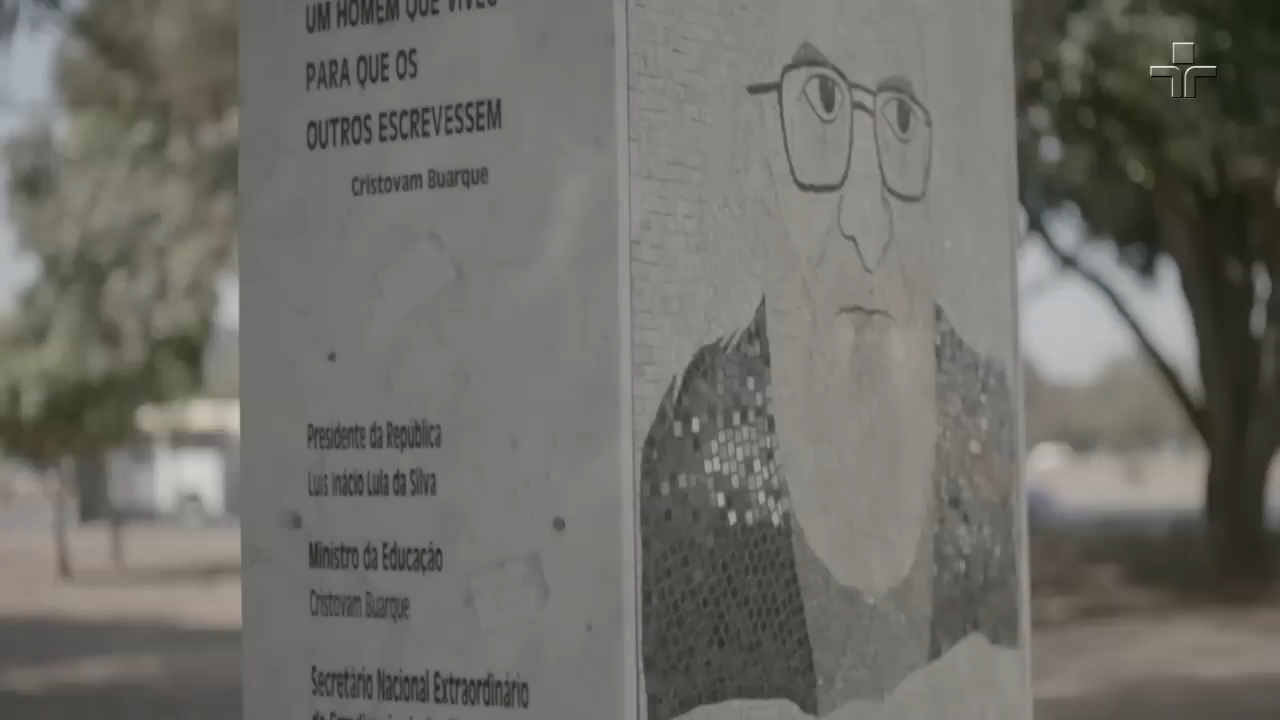 UM HOMEM QUE VIVEU
PARA QUE OS
OUTROS ESCREVESSEM
Cristovam Buarque
Presidente da República
Luis Inácio Lula da Silva
Ministro da Educação
Cristovam Buarque
Secretário Nacional Extraordinário